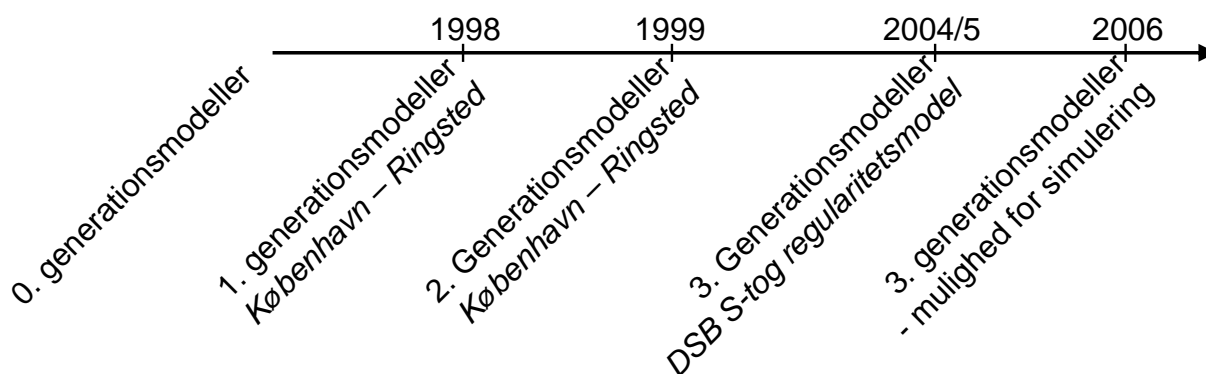 1998
1999
2004/5
2006
0. generationsmodeller
1. generationsmodeller
København – Ringsted
2. Generationsmodeller
København – Ringsted
3. Generationsmodeller
DSB S-tog regularitetsmodel
3. generationsmodeller
- mulighed for simulering